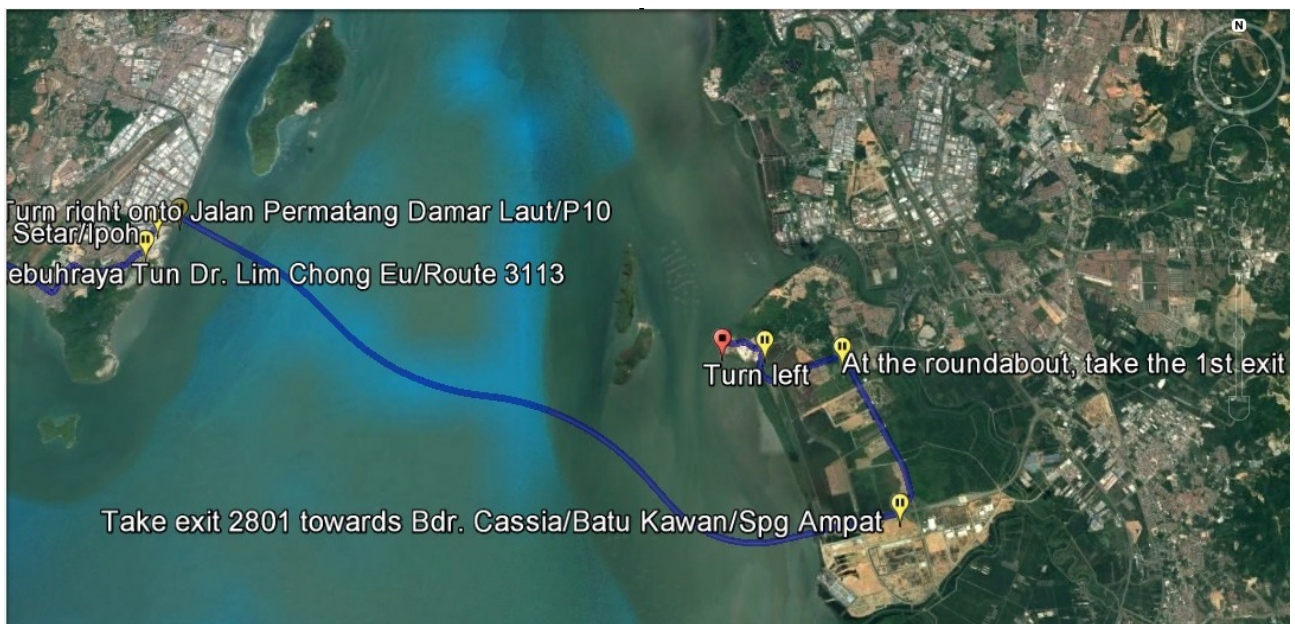 N
Turn right onto Jalan Permatang Damar Laut/P10
Setar/Ipoh
ebuhraya Tun Dr. Lim Chong Eu/Route 3113
At the roundabout, take the 1st exit
Turn left
Take exit 2801 towards Bdr. Cassia/Batu Kawan/Spg Ampat